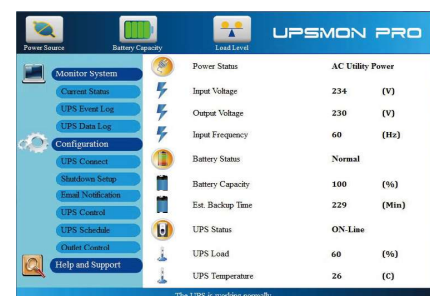 UPSMON PRO
Power Source
Battery Capacity
Load Level
Monitor System
Current Status
UPS Event Log
UPS Data Log
Configuration
UPS Connect
Shutdown Setup
Email Notification
UPS Control
UPS Schedule
Outlet Control
Help and Support
Power Status AC Utility Power
Input Voltage 234 (V)
Output Voltage 230 (V)
Input Frequency 60 (Hz)
Battery Status Normal
Battery Capacity 100 (%)
Est. Backup Time 229 (Min)
UPS Status ON-Line
UPS Load 60 (%)
UPS Temperature 26 (C)
The UPS is working normally